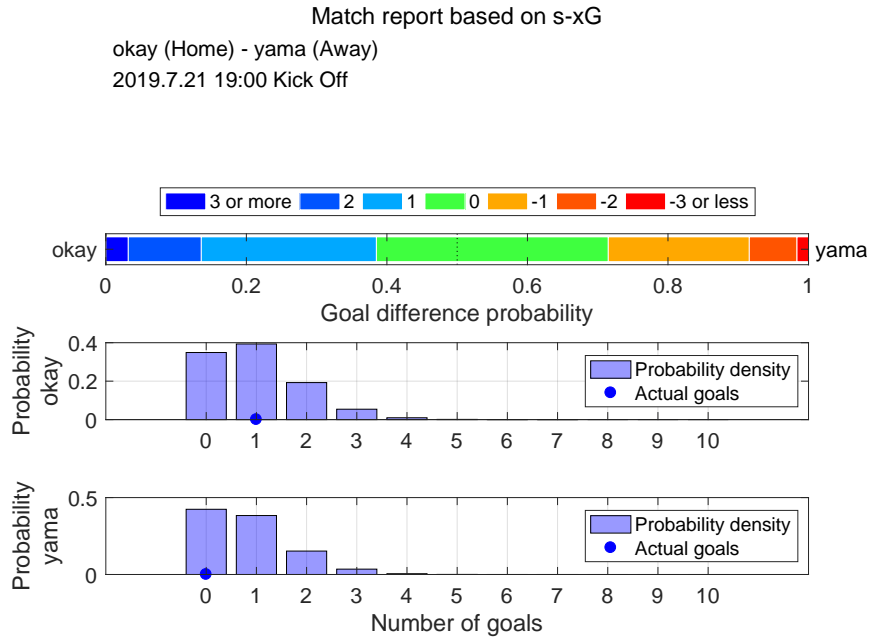 Match report based on s-xG
okay (Home) - yama (Away)
2019.7.21 19:00 Kick Off
3 or more 2 1 0 -1 -2 -3 or less
okay yama
0 0.2 0.4 0.6 0.8 1
Goal difference probability
Probability
okay
0.4
0.2
0
Probability density
Actual goals
0 1 2 3 4 5 6 7 8 9 10
Probability
yama
0.5
0
Probability density
Actual goals
0 1 2 3 4 5 6 7 8 9 10
Number of goals